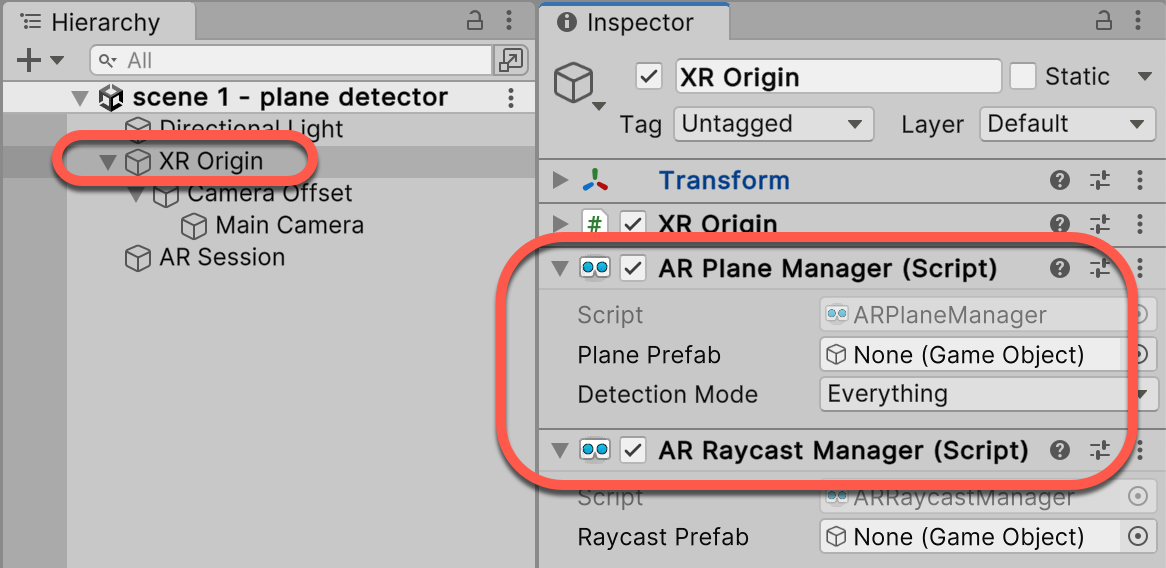 Hierarchy
All
scene 1 - plane detector
Directional Light
XR Origin
Camera Offset
Main Camera
AR Session
Inspector
XR Origin
Static
Tag
Untagged
Layer
Default
Transform
XR Origin
AR Plane Manager (Script)
Script
ARPlaneManager
Plane Prefab
None (Game Object)
Detection Mode
Everything
AR Raycast Manager (Script)
Script
ARRaycastManager
Raycast Prefab
None (Game Object)